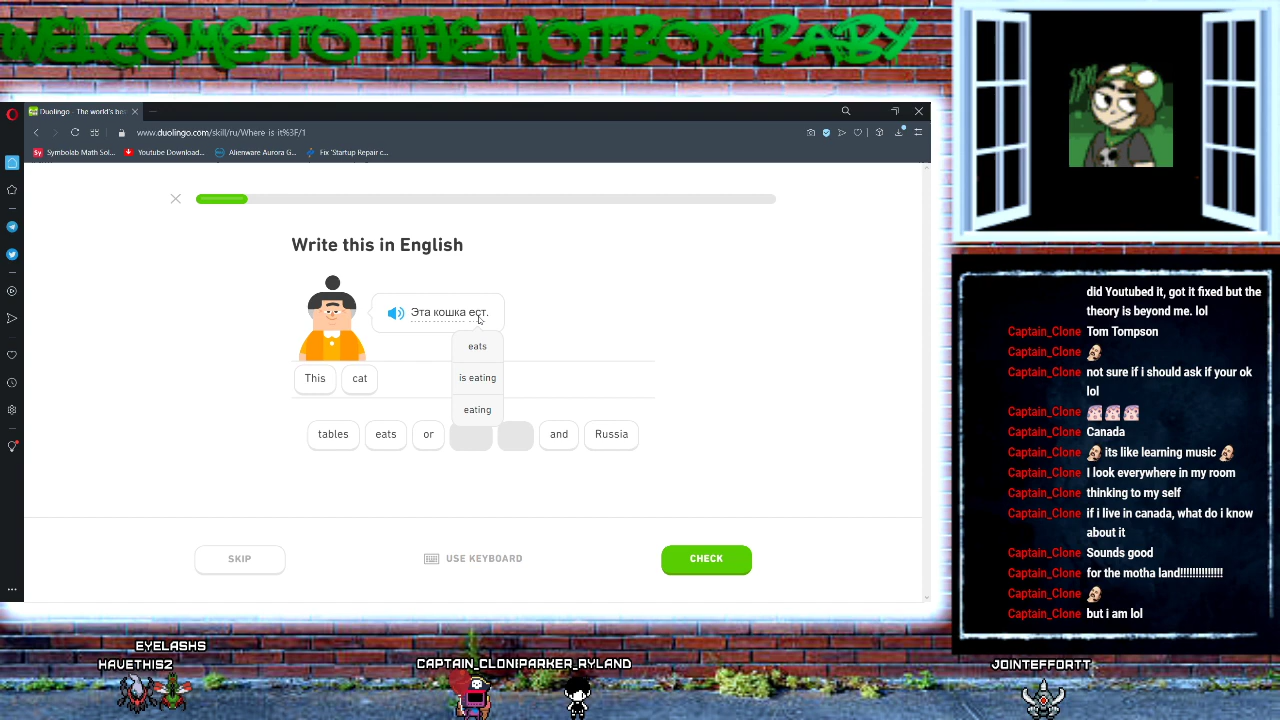 WELCOME TO THE HOTBOX BABY
Duolingo - The world's be
www.duolingo.com/skill/ru/Where-is-it%3F/1
Sy Symbolab Math Sol...
Youtube Download...
Alienware Aurora G...
Fix 'Startup Repair c...
Write this in English
Эта кошка ест.
eats
is eating
eating
This cat
tables eats or and Russia
SKIP
USE KEYBOARD
CHECK
did Youtubed it, got it fixed but the
theory is beyond me. lol
Captain_Clone Tom Tompson
Captain_Clone
Captain_Clone not sure if i should ask if your ok
lol
Captain_Clone
Captain_Clone Canada
Captain_Clone its like learning music
Captain_Clone I look everywhere in my room
Captain_Clone thinking to my self
Captain_Clone if i live in canada, what do i know
about it
Captain_Clone Sounds good
Captain_Clone for the motha land!!!!!!!!!!!!!!
Captain_Clone
Captain_Clone but i am lol
EYELASHS
HAVETHIS2
CAPTAIN_CLON
PARKER_RYLAND
JOINTEFFORTT